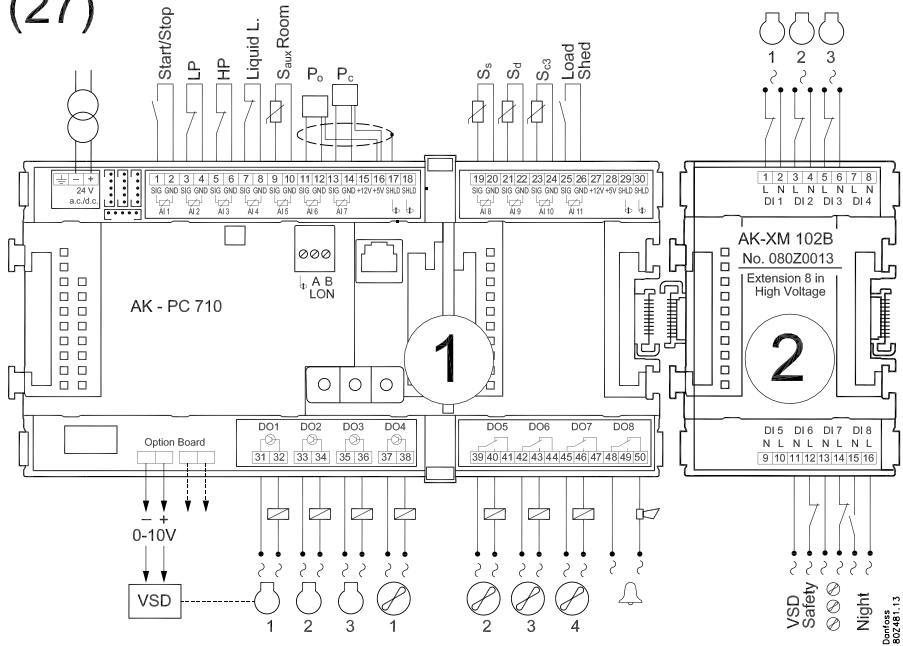 (27)
Start/Stop
LP
HP
Liquid L.
Saux Room
Po
Pc
Ss
Sd
Sc3
Load
Shed
1 2 3
– +
24 V
a.c./d.c.
1 2 3 4 5 6 7 8 9 10 11 12 13 14 15 16 17 18
SIG GND SIG GND SIG GND SIG GND SIG GND SIG GND SIG GND +12V +5V SHLD SHLD
AI 1 AI 2 AI 3 AI 4 AI 5 AI 6 AI 7
19 20 21 22 23 24 25 26 27 28 29 30
SIG GND SIG GND SIG GND SIG GND +12V +5V SHLD SHLD
AI 8 AI 9 AI 10 AI 11
1 2 3 4 5 6 7 8
L N L N L N L N
DI 1 DI 2 DI 3 DI 4
AK-XM 102B
No. 080Z0013
Extension 8 in
High Voltage
A B
LON
AK - PC 710
1
2
Option Board
DO1 DO2 DO3 DO4
31 32 33 34 35 36 37 38
DO5 DO6 DO7 DO8
39 40 41 42 43 44 45 46 47 48 49 50
DI 5 DI 6 DI 7 DI 8
N L N L N L N L
9 10 11 12 13 14 15 16
– +
0-10V
VSD
1 2 3 1
2 3 4
VSD
Safety
Night
Danfoss
80Z481.13